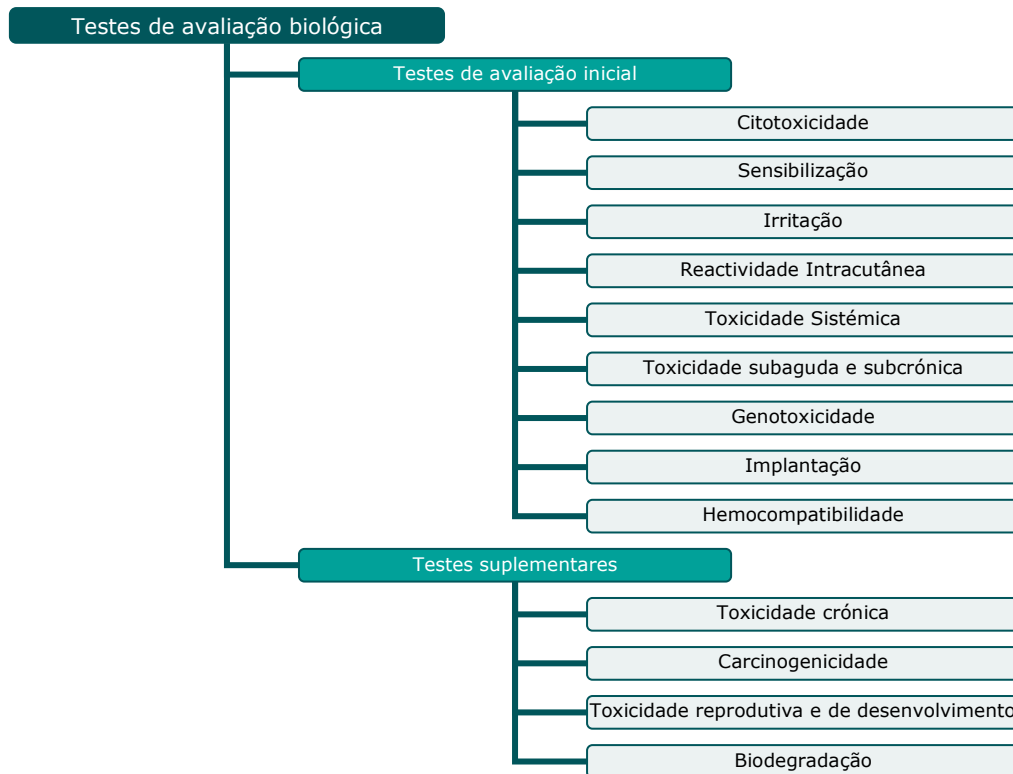 Testes de avaliação biológica
Testes de avaliação inicial
Citotoxicidade
Sensibilização
Irritação
Reactividade Intracutânea
Toxicidade Sistémica
Toxicidade subaguda e subcrónica
Genotoxicidade
Implantação
Hemocompatibilidade
Testes suplementares
Toxicidade crónica
Carcinogenicidade
Toxicidade reprodutiva e de desenvolvimento
Biodegradação